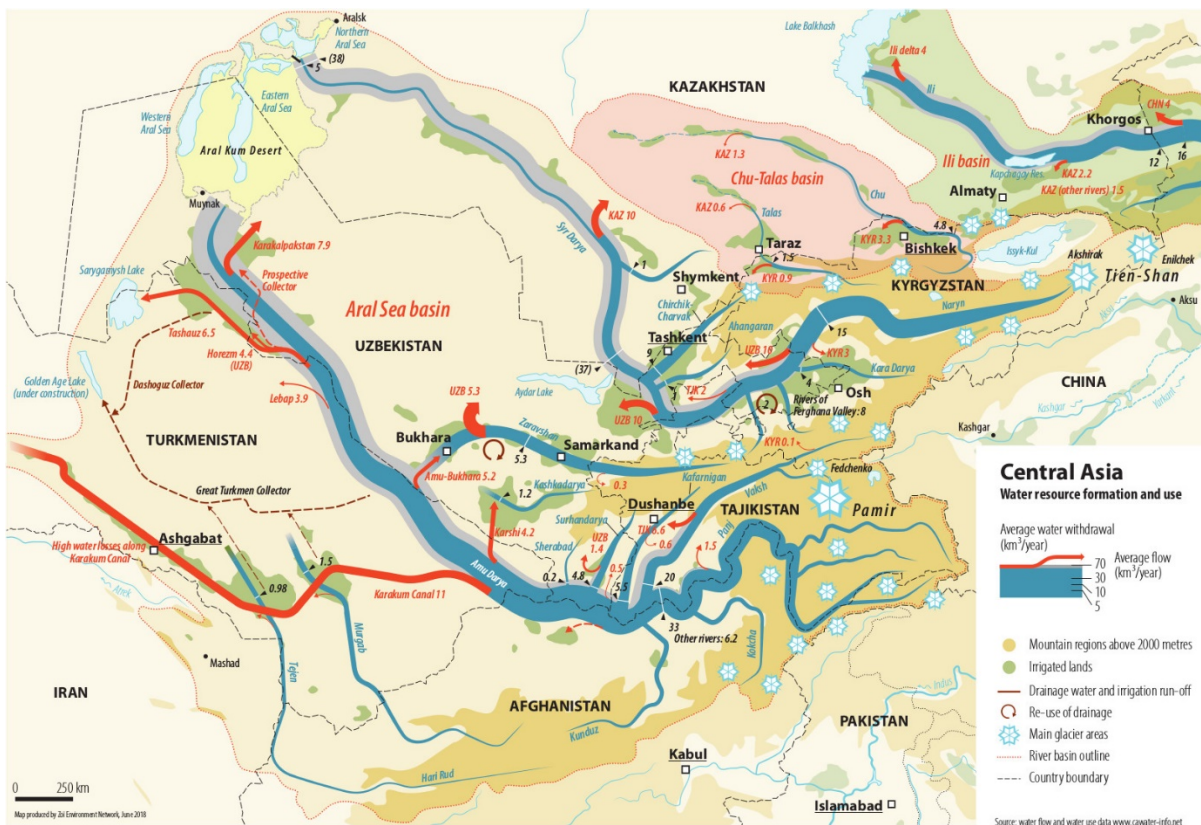 Aralsk
Northern
Aral Sea
(38)
5
Lake Balkhash
Ili delta 4
Ili
KAZAKHSTAN
CHN 4
Khorgos
Eastern
Aral Sea
Western
Aral Sea
Aral Kum Desert
KAZ 1.3
Chu-Talas basin
Ili basin
12
16
Kapchagay Res.
KAZ 2.2
KAZ (other rivers) 1.5
Almaty
Muynak
KAZ 10
Syr Darya
KAZ 0.6
Talas
Chu
4.8
KYR 3.3
Bishkek
Issyk-Kul
Akshirak
Enilchek
Tien-Shan
Karakalpakstan 7.9
Taraz
1.5
KYR 0.9
1
Shymkent
KYRGYZSTAN
Saryqamysh Lake
Prospective
Collector
Aral Sea basin
Chirchik-
Charvak
Naryn
Aksu
Aksu
Tashauz 6.5
UZBEKISTAN
Ahangaran
15
Horezm 4.4
(UZB)
Tashkent
9
UZB 10
KYR 3
Kara Darya
(37)
Golden Age Lake
(under construction)
Dashoguz
Collector
Aydar Lake
TJK 2
4
Osh
CHINA
Lebap 3.9
UZB 5.3
UZB 10
2
Rivers of
Ferghana Valley: 8
Kashgar
Yarkant
TURKMENISTAN
Bukhara
Zaravshan
5.3
Samarkand
KYR 0.1
Kashgar
Amu-Bukhara 5.2
Kafarnigan
Fedchenko
Great Turkmen Collector
1.2
Kashkadarya
0.3
Vaksh
Dushanbe
TAJIKISTAN
Pamir
Surhandarya
TJK 6.6
Panj
Ashgabat
High water losses along
Karakum Canal
Karshi 4.2
Sherabad
UZB
1.4
0.6
1.5
0.5
Amu Darya
0.2
4.8
5.5
20
Atrek
0.98
1.5
Karakum Canal 11
33
Other rivers: 6.2
Kokcha
Murgab
Tejen
Mashad
IRAN
AFGHANISTAN
Kunduz
Indus
PAKISTAN
Hari Rud
Kabul
Islamabad
0 250 km
Map produced by Zoï Environment Network, June 2018
Central Asia
Water resource formation and use
Average water withdrawal
(km³/year)
Average flow
(km³/year)
70
30
10
5
Mountain regions above 2000 metres
Irrigated lands
Drainage water and irrigation run-off
Re-use of drainage
Main glacier areas
River basin outline
Country boundary
Source: water flow and water use data www.cawater-info.net